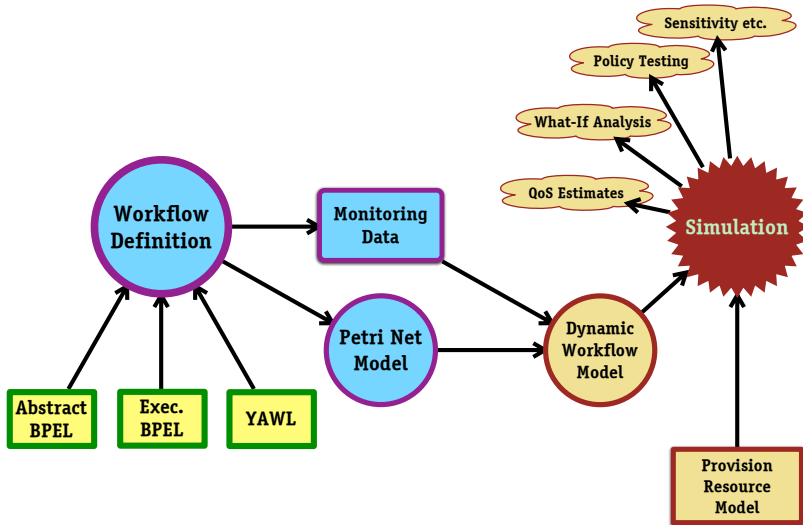 Sensitivity etc.
Policy Testing
What-If Analysis
QoS Estimates
Workflow
Definition
Monitoring
Data
Simulation
Petri Net
Model
Dynamic
Workflow
Model
Abstract
BPEL
Exec.
BPEL
YAWL
Provision
Resource
Model